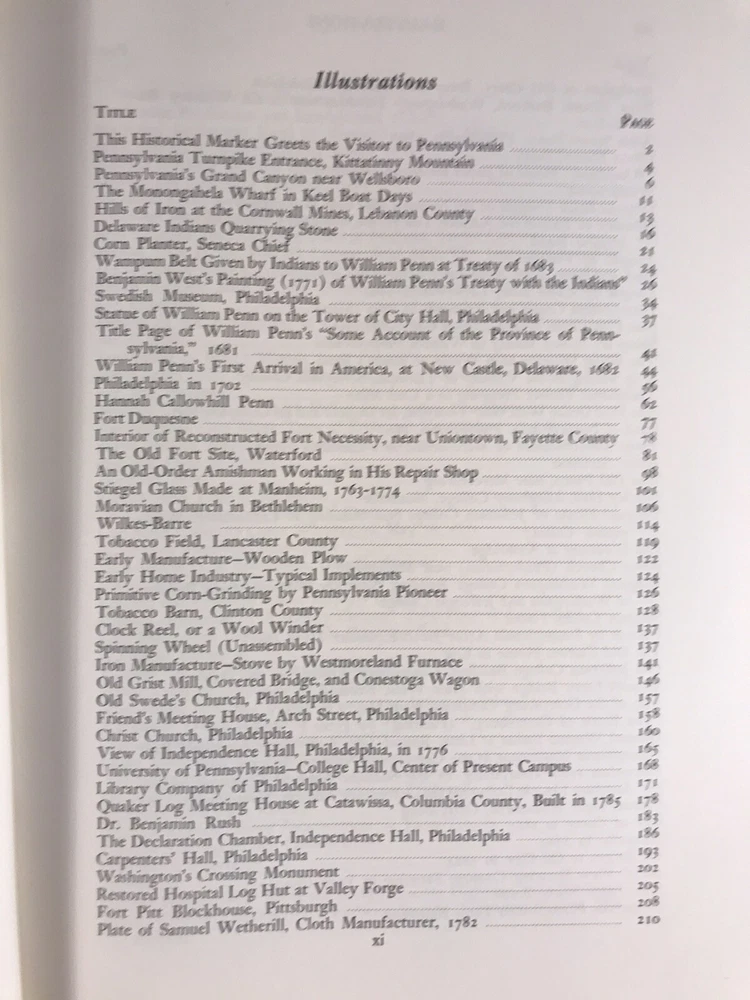 Illustrations
TITLE PAGE
This Historical Marker Greets the Visitor to Pennsylvania 2
Pennsylvania Turnpike Entrance, Kittatinny Mountain 4
Pennsylvania's Grand Canyon near Wellsboro 6
The Monongahela Wharf in Keel Boat Days 11
Hills of Iron at the Cornwall Mines, Lebanon County 13
Delaware Indians Quarrying Stone 16
Corn Planter, Seneca Chief 21
Wampum Belt Given by Indians to William Penn at Treaty of 1683 24
Benjamin West's Painting (1771) of William Penn's Treaty with the Indians" 26
Swedish Museum, Philadelphia 34
Statue of William Penn on the Tower of City Hall, Philadelphia 37
Title Page of William Penn's "Some Account of the Province of Penn-
sylvania," 1681 41
William Penn's First Arrival in America, at New Castle, Delaware, 1682 44
Philadelphia in 1702 56
Hannah Callowhill Penn 62
Fort Duquesne 77
Interior of Reconstructed Fort Necessity, near Uniontown, Fayette County 78
The Old Fort Site, Waterford 81
An Old-Order Amishman Working in His Repair Shop 98
Stiegel Glass Made at Manheim, 1763-1774 101
Moravian Church in Bethlehem 106
Wilkes-Barre 114
Tobacco Field, Lancaster County 119
Early Manufacture—Wooden Plow 122
Early Home Industry—Typical Implements 124
Primitive Corn-Grinding by Pennsylvania Pioneer 126
Tobacco Barn, Clinton County 128
Clock Reel, or a Wool Winder 137
Spinning Wheel (Unassembled) 137
Iron Manufacture—Stove by Westmoreland Furnace 141
Old Grist Mill, Covered Bridge, and Conestoga Wagon 146
Old Swede's Church, Philadelphia 157
Friend's Meeting House, Arch Street, Philadelphia 158
Christ Church, Philadelphia 160
View of Independence Hall, Philadelphia, in 1776 165
University of Pennsylvania—College Hall, Center of Present Campus 168
Library Company of Philadelphia 171
Quaker Log Meeting House at Catawissa, Columbia County, Built in 1785 178
Dr. Benjamin Rush 183
The Declaration Chamber, Independence Hall, Philadelphia 186
Carpenters' Hall, Philadelphia 193
Washington's Crossing Monument 202
Restored Hospital Log Hut at Valley Forge 205
Fort Pitt Blockhouse, Pittsburgh 208
Plate of Samuel Wetherill, Cloth Manufacturer, 1782 210
xi